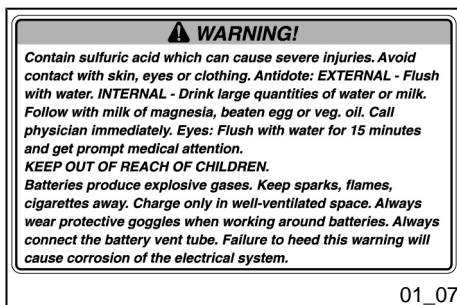 WARNING!
Contain sulfuric acid which can cause severe injuries. Avoid
contact with skin, eyes or clothing. Antidote: EXTERNAL - Flush
with water. INTERNAL - Drink large quantities of water or milk.
Follow with milk of magnesia, beaten egg or veg. oil. Call
physician immediately. Eyes: Flush with water for 15 minutes
and get prompt medical attention.
KEEP OUT OF REACH OF CHILDREN.
Batteries produce explosive gases. Keep sparks, flames,
cigarettes away. Charge only in well-ventilated space. Always
wear protective goggles when working around batteries. Always
connect the battery vent tube. Failure to heed this warning will
cause corrosion of the electrical system.
01_07